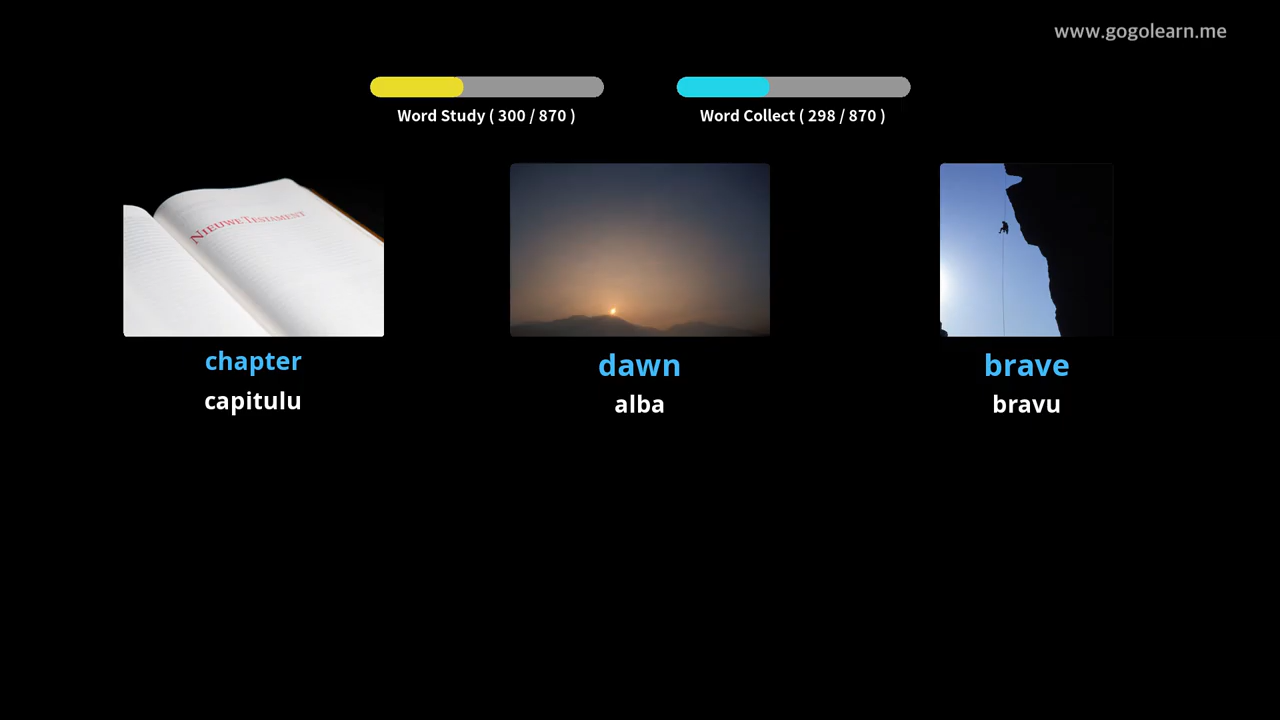 www.gogolearn.me
Word Study ( 300 / 870 )
Word Collect ( 298 / 870 )
NIEUWE TESTAMENT
chapter
capitulu
dawn
alba
brave
bravu